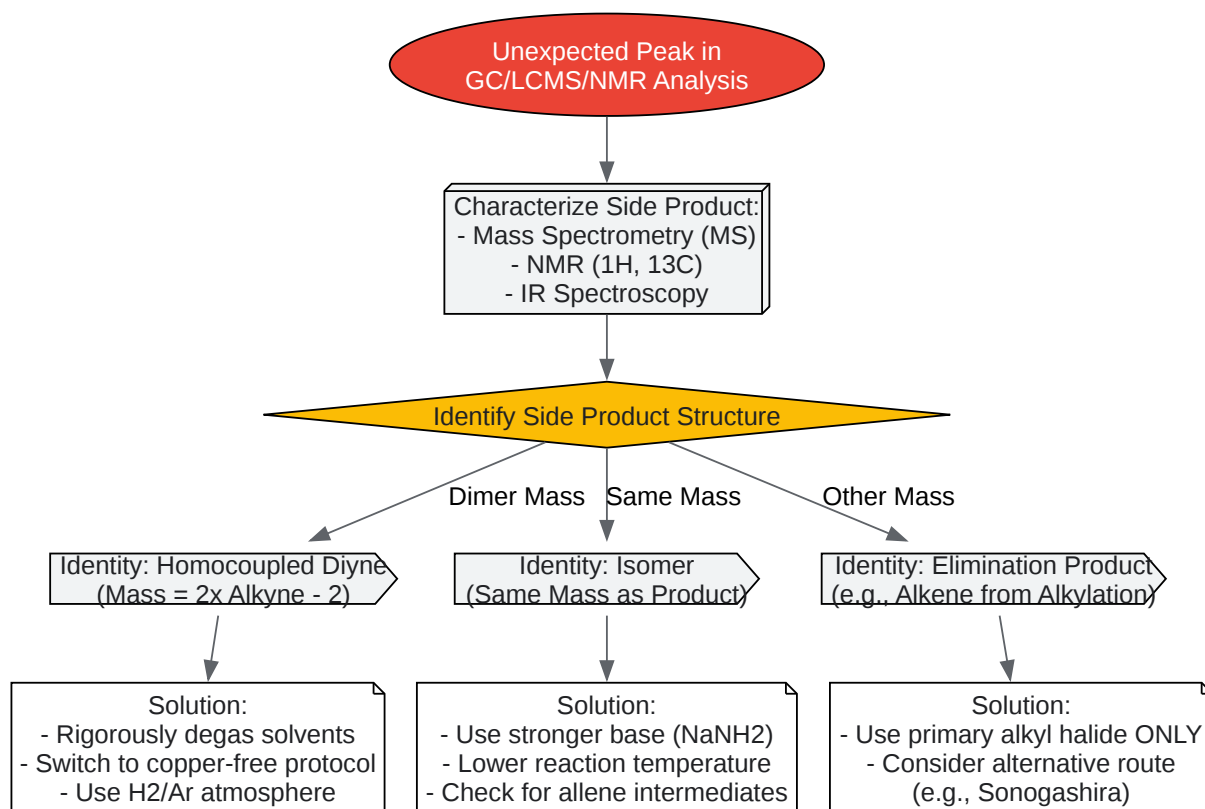 Unexpected Peak in
GC/LCMS/NMR Analysis
Characterize Side Product:
- Mass Spectrometry (MS)
- NMR (1H, 13C)
- IR Spectroscopy
Identify Side Product Structure
Dimer Mass
Same Mass
Other Mass
Identity: Homocoupled Diyne
(Mass = 2x Alkyne - 2)
Identity: Isomer
(Same Mass as Product)
Identity: Elimination Product
(e.g., Alkene from Alkylation)
Solution:
- Rigorously degas solvents
- Switch to copper-free protocol
- Use H2/Ar atmosphere
Solution:
- Use stronger base (NaNH2)
- Lower reaction temperature
- Check for allene intermediates
Solution:
- Use primary alkyl halide ONLY
- Consider alternative route
(e.g., Sonogashira)